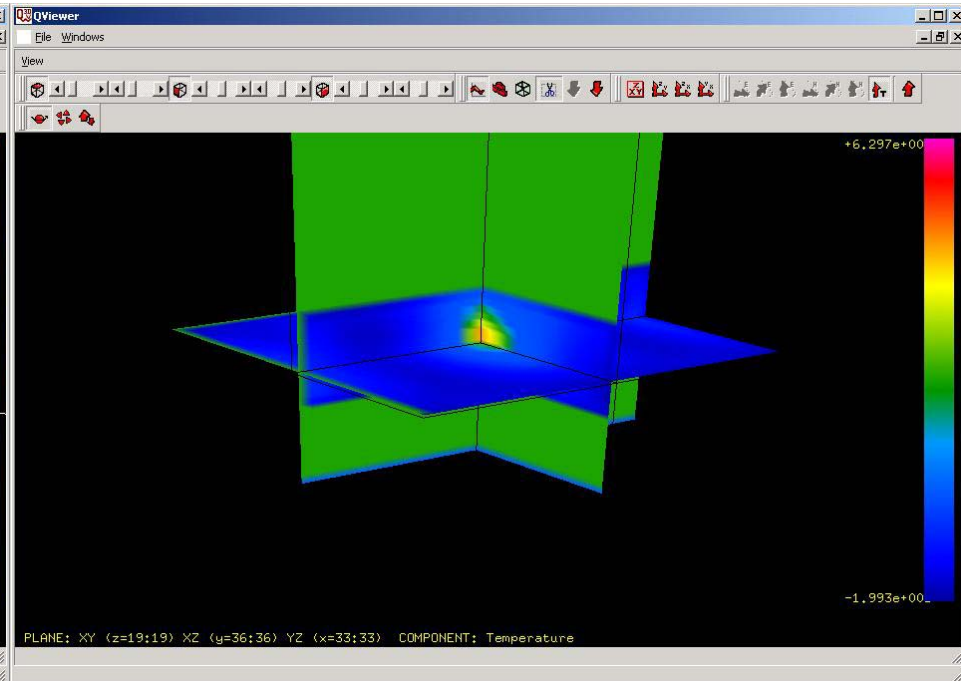 QViewer
File Windows
View
+6.297e+00
-1.993e+00
PLANE: XY (z=19:19) XZ (y=36:36) YZ (x=33:33) COMPONENT: Temperature